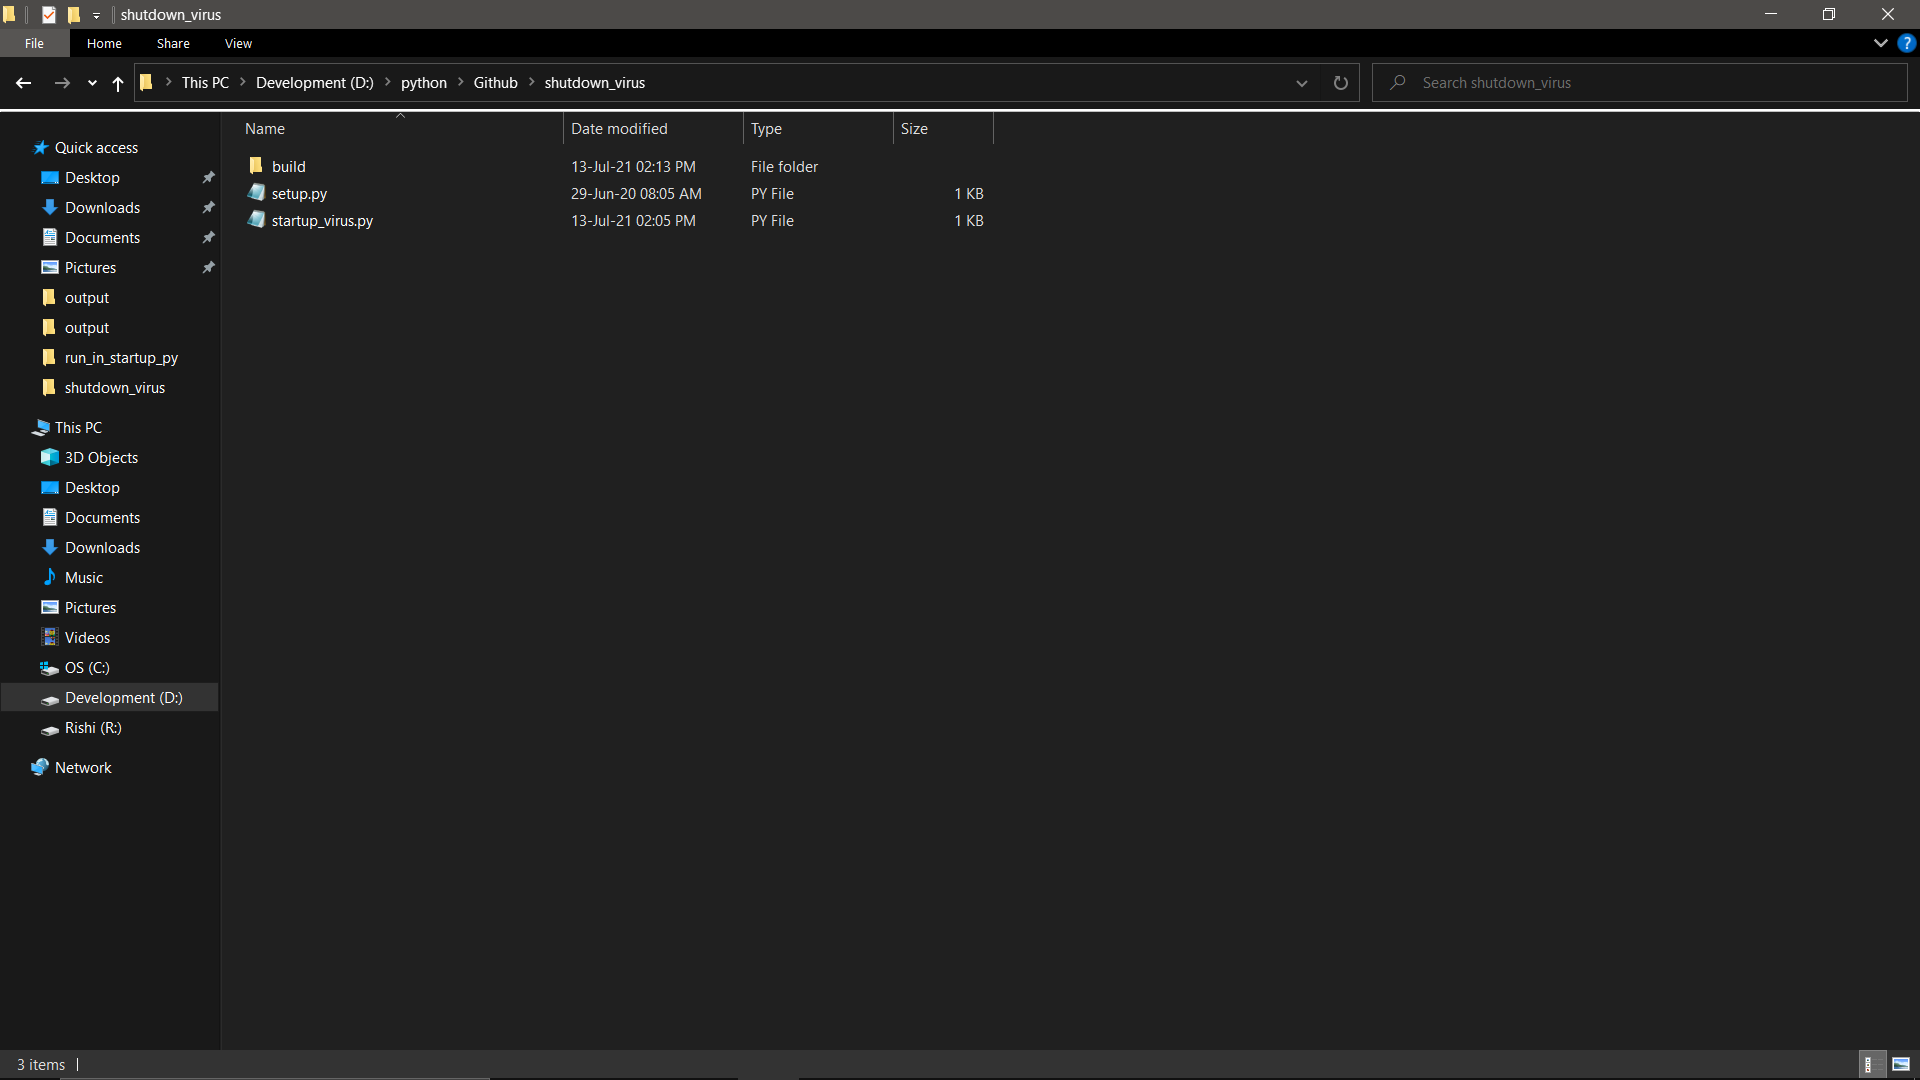 shutdown_virus
File Home Share View
This PC Development (D:) python Github shutdown_virus
Search shutdown_virus
Name Date modified Type Size
build 13-Jul-21 02:13 PM File folder
setup.py 29-Jun-20 08:05 AM PY File 1 KB
startup_virus.py 13-Jul-21 02:05 PM PY File 1 KB
Quick access
Desktop
Downloads
Documents
Pictures
output
output
run_in_startup_py
shutdown_virus
This PC
3D Objects
Desktop
Documents
Downloads
Music
Pictures
Videos
OS (C:)
Development (D:)
Rishi (R:)
Network
3 items